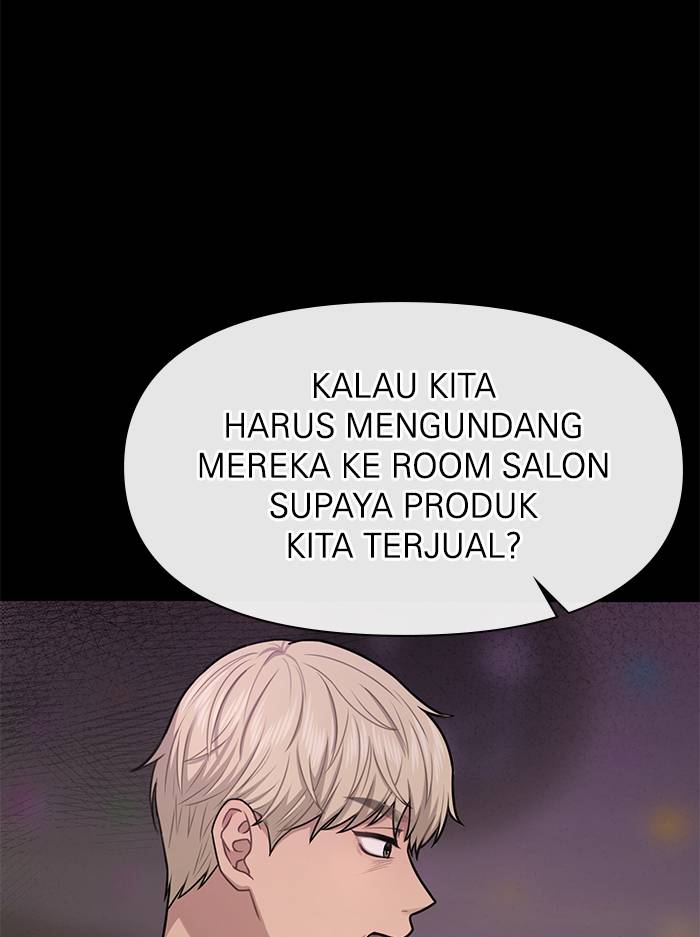 KALAU KITA
HARUS MENGUNDANG
MEREKA KE ROOM SALON
SUPAYA PRODUK
KITA TERJUAL?